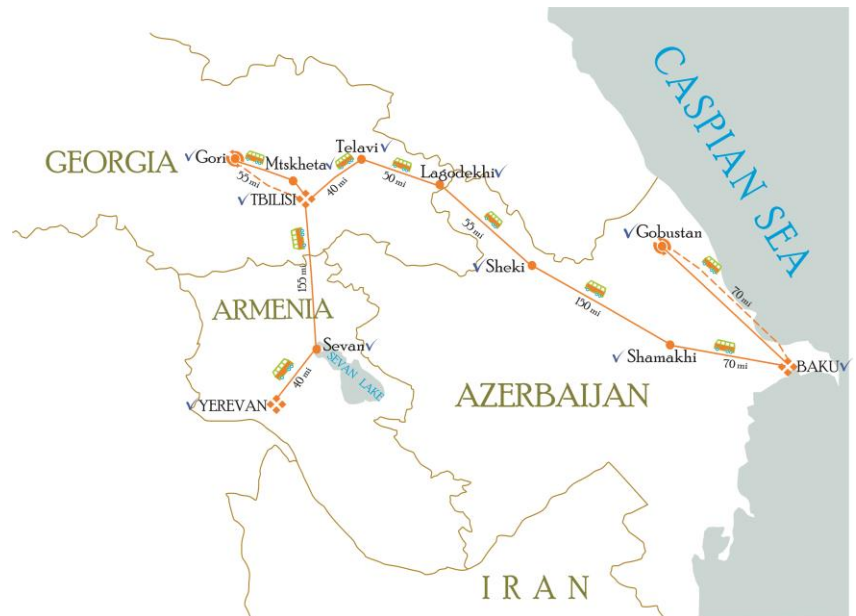 CASPIAN SEA
GEORGIA
Gori
Mtskheta
Telavi
Lagodekhi
55 mi
40 mi
50 mi
TBILISI
55 mi
Gobustan
Sheki
155 mi
150 mi
70 mi
ARMENIA
Sevan
SEVAN LAKE
40 mi
Shamakhi
70 mi
BAKU
YEREVAN
AZERBAIJAN
IRAN